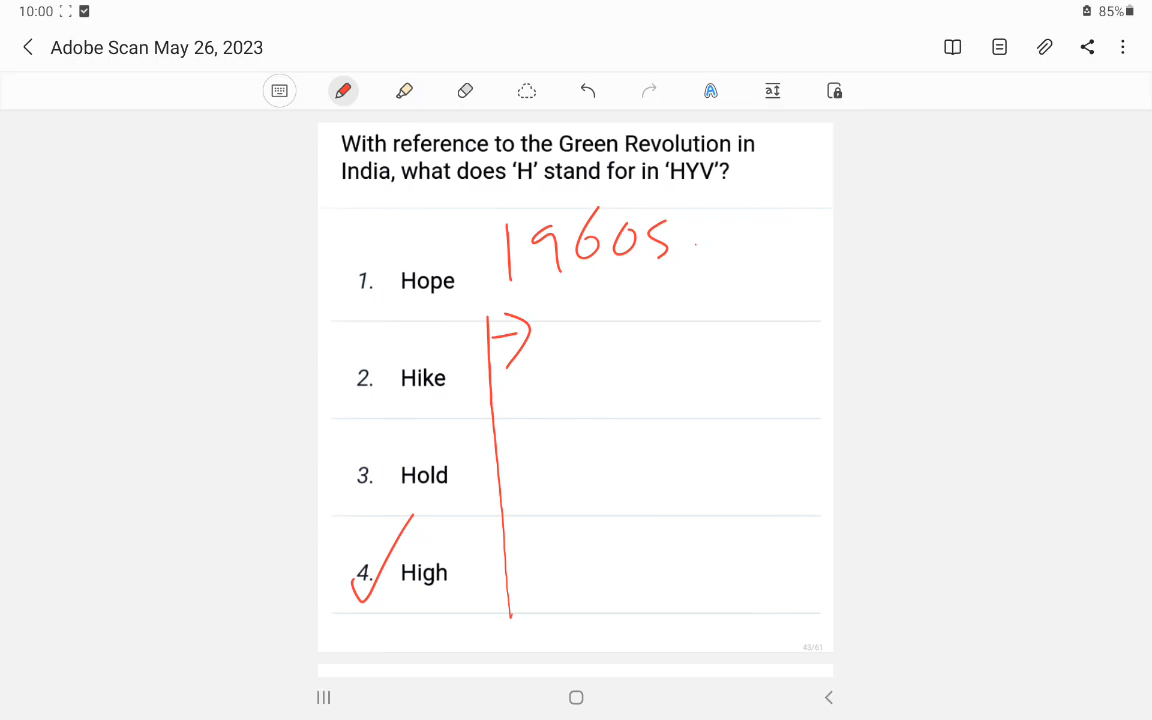 10:00
85%
Adobe Scan May 26, 2023
With reference to the Green Revolution in
India, what does ‘H’ stand for in ‘HYV’?
1960s
1. Hope
2. Hike
3. Hold
4. High
43/61